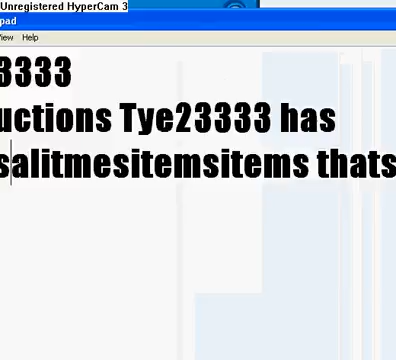 Unregistered HyperCam 3
pad
View Help
3333
uctions Tye23333 has
salitmesitemsitems thats